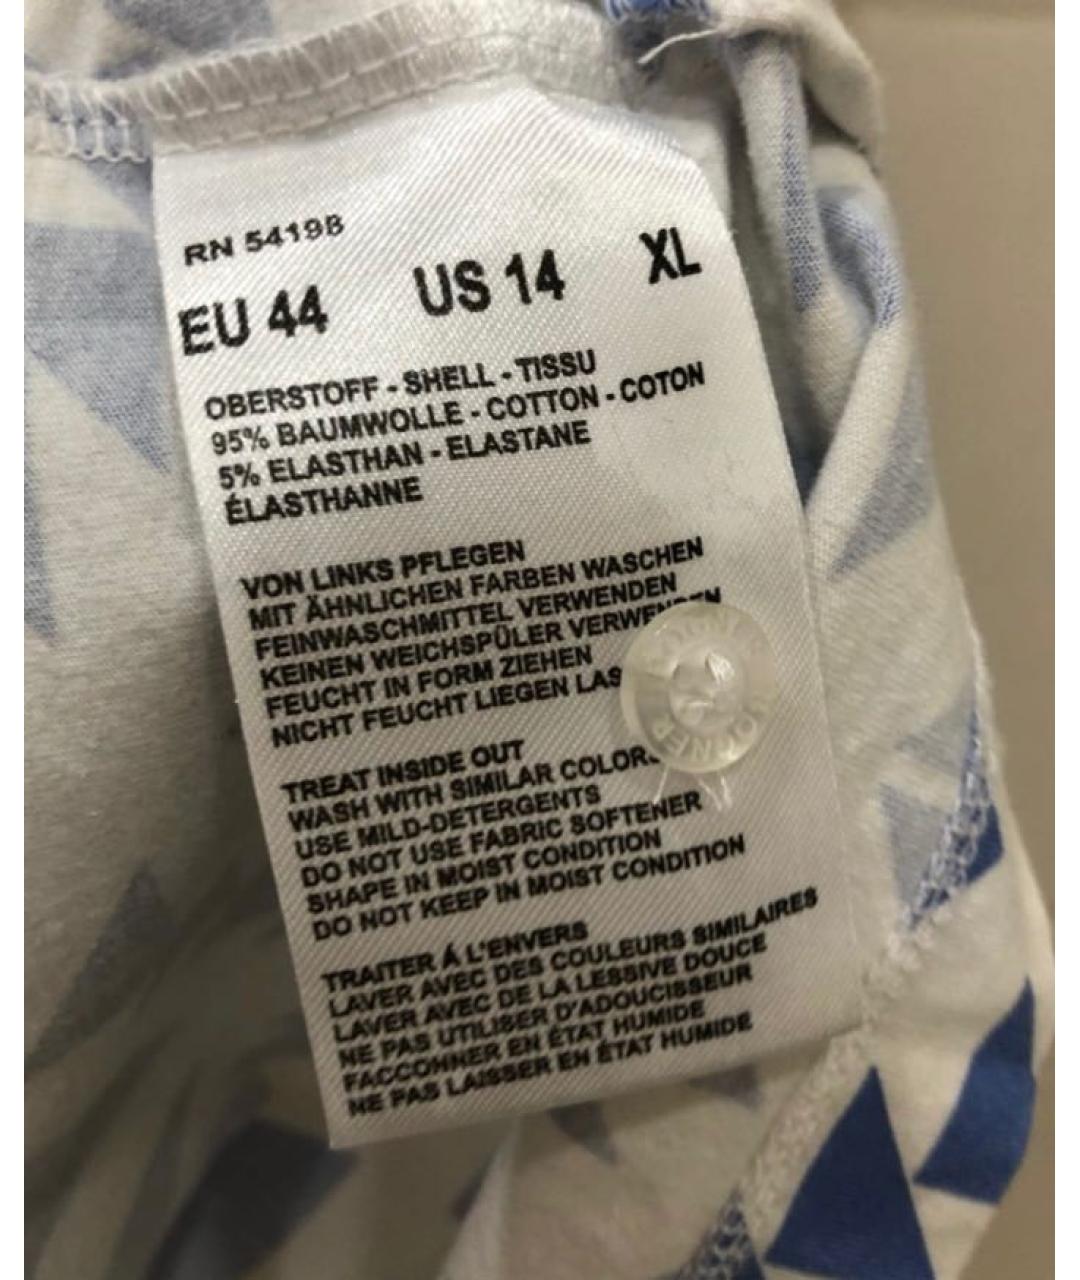 RN 54198
EU 44 US 14 XL
OBERSTOFF - SHELL - TISSU
95% BAUMWOLLE - COTTON - COTON
5% ELASTHAN - ELASTANE
ÉLASTHANNE
VON LINKS PFLEGEN
MIT ÄHNLICHEN FARBEN WASCHEN
FEINWASCHMITTEL VERWENDEN
KEINEN WEICHSPÜLER VERWENDEN
FEUCHT IN FORM ZIEHEN
NICHT FEUCHT LIEGEN LAS
TREAT INSIDE OUT
WASH WITH SIMILAR COLORS
USE MILD-DETERGENTS
DO NOT USE FABRIC SOFTENER
SHAPE IN MOIST CONDITION
DO NOT KEEP IN MOIST CONDITION
TRAITER Á L'ENVERS
LAVER AVEC DES COULEURS SIMILAIRES
LAVER AVEC DE LA LESSIVE DOUCE
NE PAS UTILISER D'ADOUCISSEUR
FACCONNER EN ÉTAT HUMIDE
NE PAS LAISSER EN ÉTAT HUMIDE